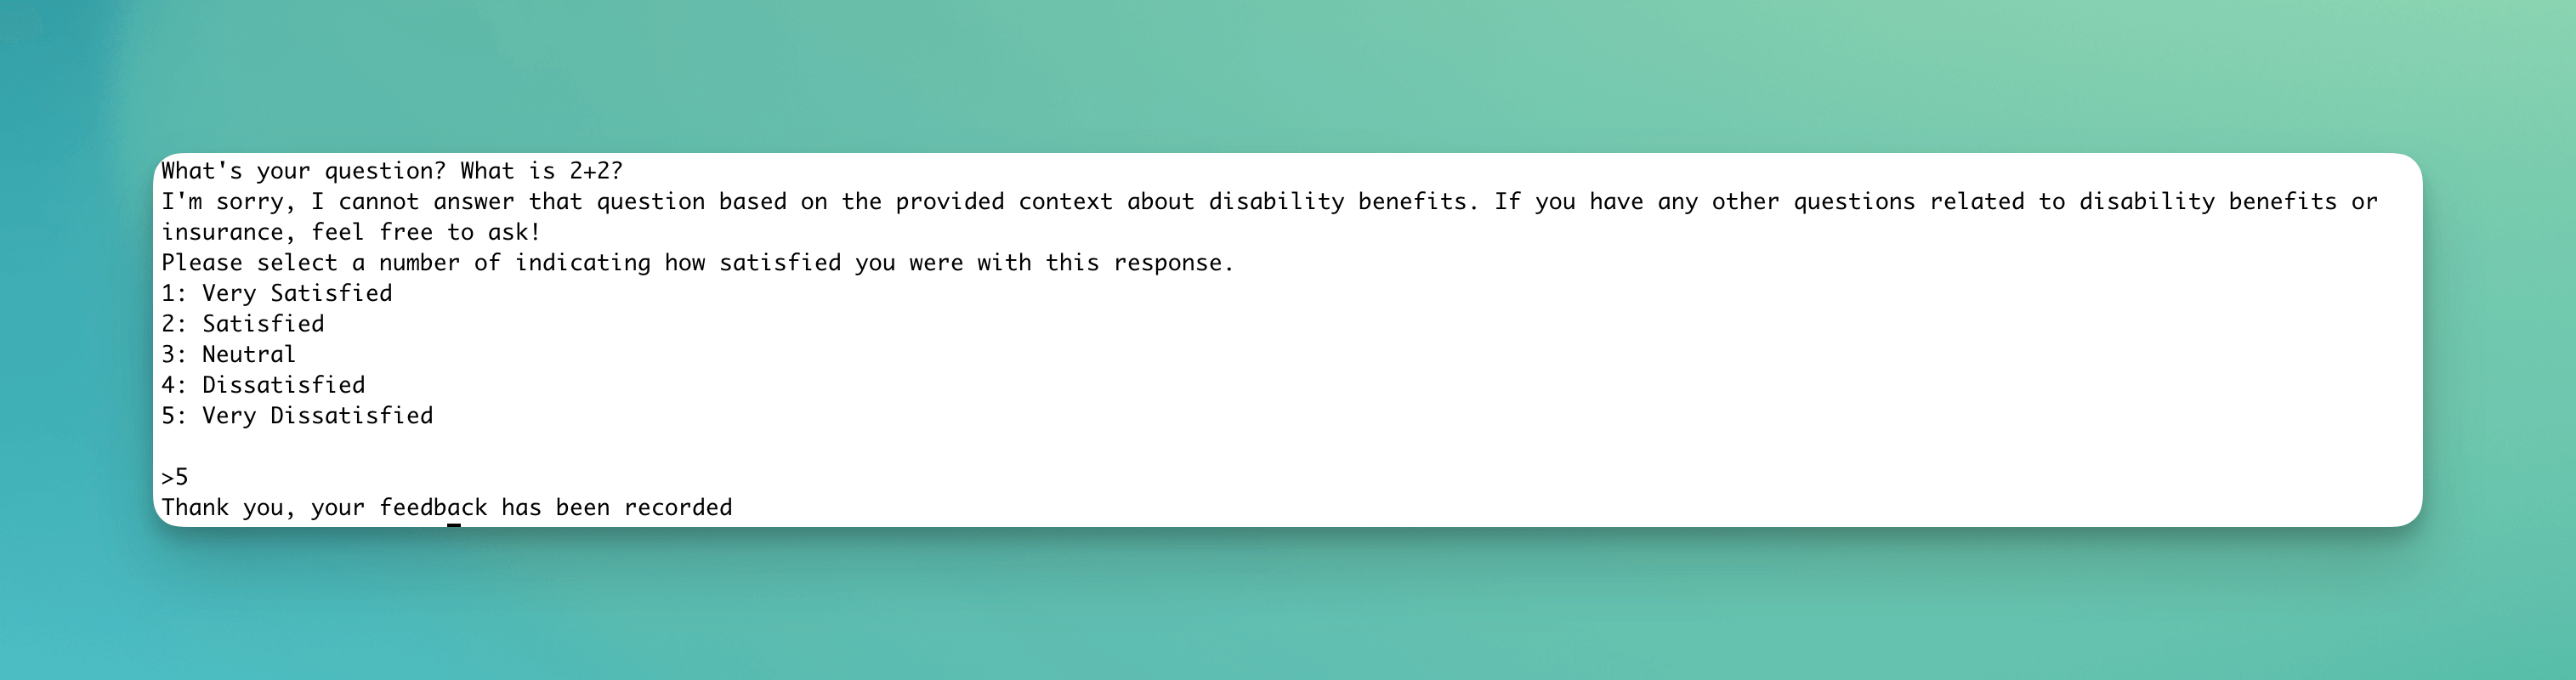 What's your question? What is 2+2?
I'm sorry, I cannot answer that question based on the provided context about disability benefits. If you have any other questions related to disability benefits or
insurance, feel free to ask!
Please select a number of indicating how satisfied you were with this response.
1: Very Satisfied
2: Satisfied
3: Neutral
4: Dissatisfied
5: Very Dissatisfied

>5
Thank you, your feedback has been recorded